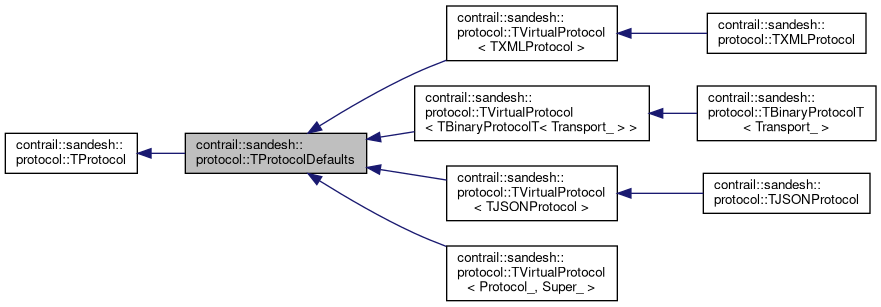 contrail::sandesh::
protocol::TProtocol
contrail::sandesh::
protocol::TProtocolDefaults
contrail::sandesh::
protocol::TVirtualProtocol
< TXMLProtocol >
contrail::sandesh::
protocol::TXMLProtocol
contrail::sandesh::
protocol::TVirtualProtocol
< TBinaryProtocolT< Transport_ > >
contrail::sandesh::
protocol::TBinaryProtocolT
< Transport_ >
contrail::sandesh::
protocol::TVirtualProtocol
< TJSONProtocol >
contrail::sandesh::
protocol::TJSONProtocol
contrail::sandesh::
protocol::TVirtualProtocol
< Protocol_, Super_ >